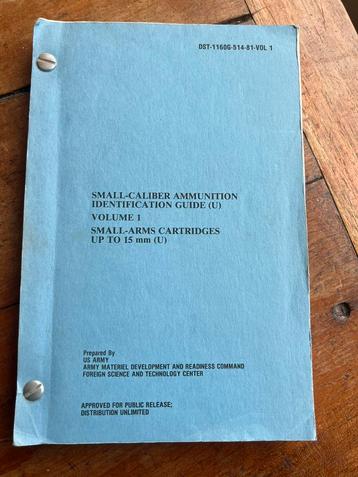 DST-1160G-514-81-VOL 1
SMALL-CALIBER AMMUNITION
IDENTIFICATION GUIDE (U)
VOLUME 1
SMALL-ARMS CARTRIDGES
UP TO 15 mm (U)
Prepared By
US ARMY
ARMY MATERIEL DEVELOPMENT AND READINESS COMMAND
FOREIGN SCIENCE AND TECHNOLOGY CENTER
APPROVED FOR PUBLIC RELEASE;
DISTRIBUTION UNLIMITED